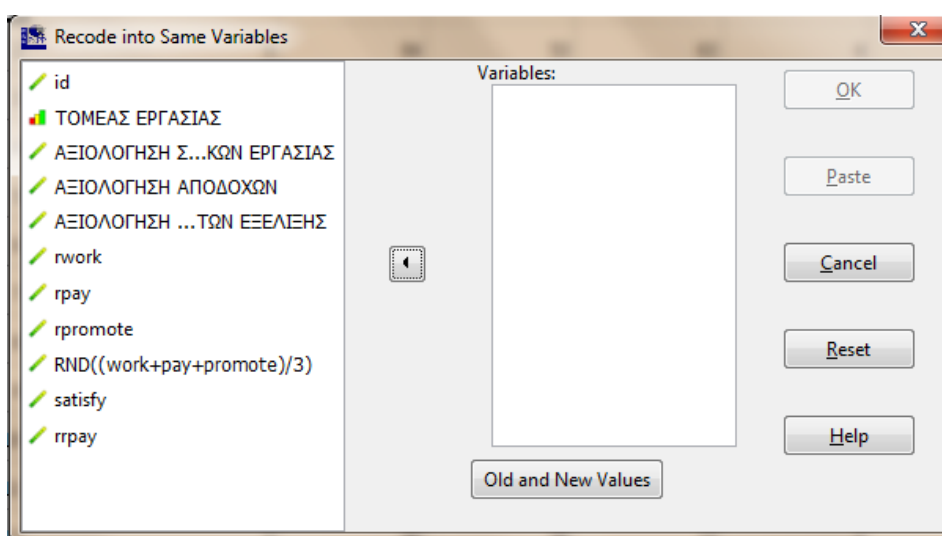 Recode into Same Variables
id
ΤΟΜΕΑΣ ΕΡΓΑΣΙΑΣ
ΑΞΙΟΛΟΓΗΣΗ Σ...ΚΩΝ ΕΡΓΑΣΙΑΣ
ΑΞΙΟΛΟΓΗΣΗ ΑΠΟΔΟΧΩΝ
ΑΞΙΟΛΟΓΗΣΗ ...ΤΩΝ ΕΞΕΛΙΞΗΣ
rwork
rpay
rpromote
RND((work+pay+promote)/3)
satisfy
rrpay
Variables:
Old and New Values
OK
Paste
Cancel
Reset
Help